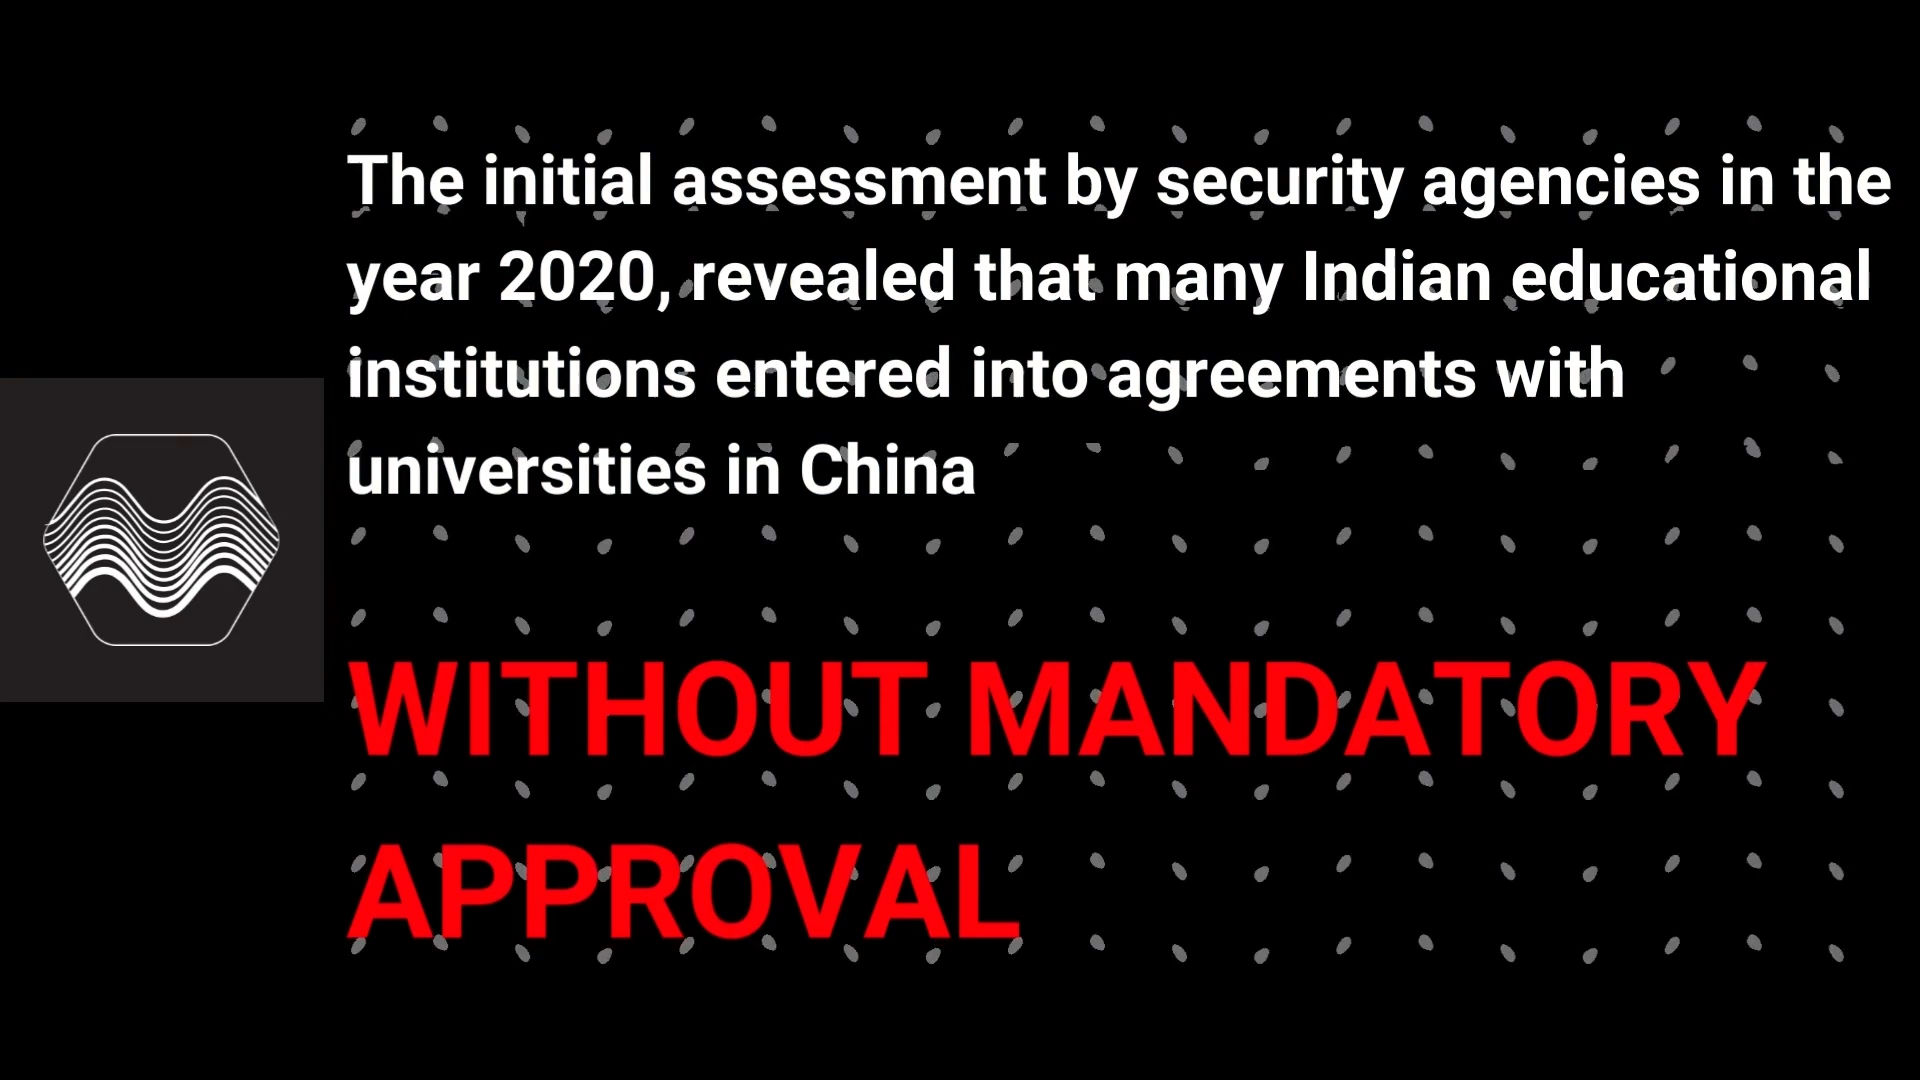 The initial assessment by security agencies in the
year 2020, revealed that many Indian educational
institutions entered into agreements with
universities in China
WITHOUT MANDATORY
APPROVAL